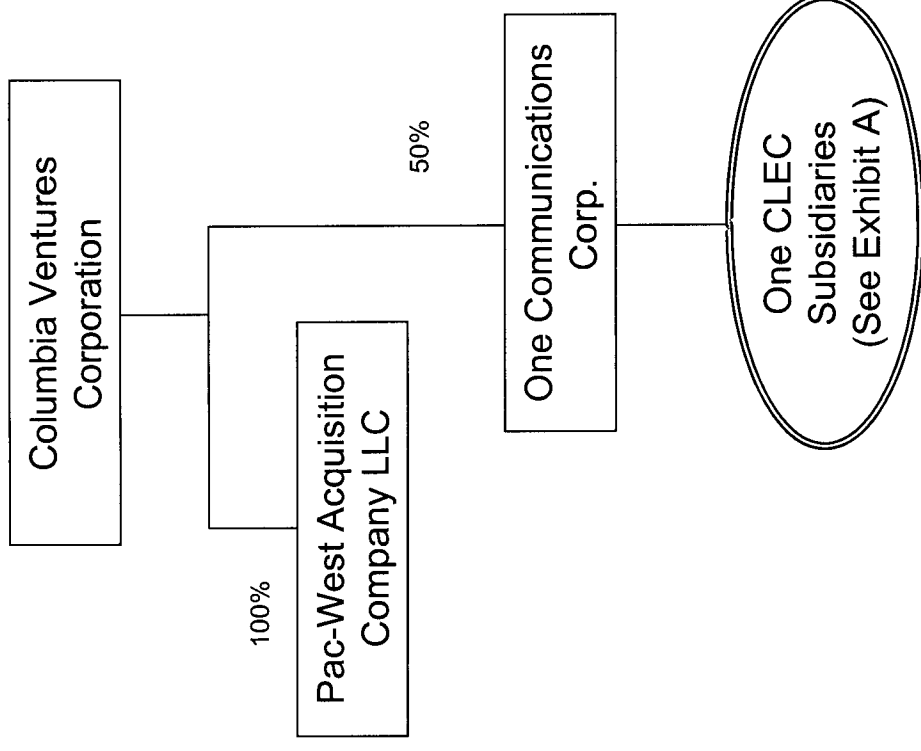 Columbia Ventures
Corporation
100%
50%
Pac-West Acquisition
Company LLC
One Communications
Corp.
One CLEC
Subsidiaries
(See Exhibit A)